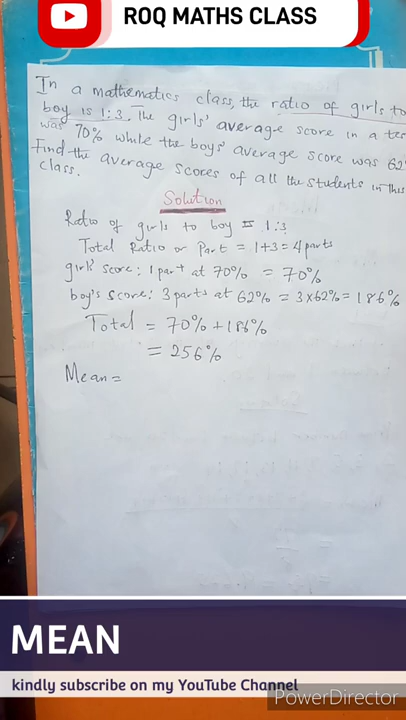 ROQ MATHS CLASS
In a mathematics class, the ratio of girls to
boy is 1:3. The girls' average score in a tes
was 70% while the boys' average score was 62%
Find the average scores of all the students in this
class.
Solution
Ratio of girls to boy = 1:3
Total Ratio or Part = 1+3 = 4 parts
girls' score: 1 part at 70% = 70%
boy's score: 3 parts at 62% = 3x62% = 186%
Total = 70% + 186%
= 256%
Mean =
MEAN
kindly subscribe on my YouTube Channel
PowerDirector